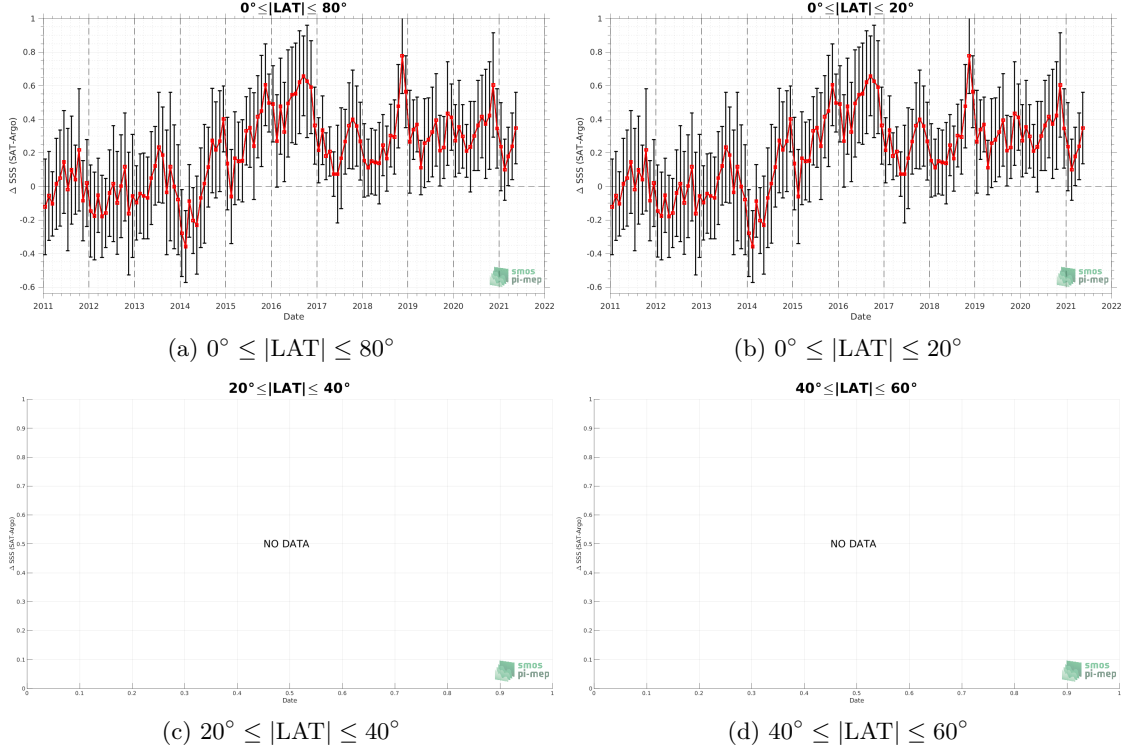 0°≤|LAT|≤ 80°
Δ SSS (SAT-Argo)
1
0.8
0.6
0.4
0.2
0
-0.2
-0.4
-0.6
2011 2012 2013 2014 2015 2016 2017 2018 2019 2020 2021 2022
Date
smos
pi-mep
(a) 0° ≤ |LAT| ≤ 80°
0°≤|LAT|≤ 20°
Δ SSS (SAT-Argo)
1
0.8
0.6
0.4
0.2
0
-0.2
-0.4
-0.6
2011 2012 2013 2014 2015 2016 2017 2018 2019 2020 2021 2022
Date
smos
pi-mep
(b) 0° ≤ |LAT| ≤ 20°
20°≤|LAT|≤ 40°
Δ SSS (SAT-Argo)
1
0.9
0.8
0.7
0.6
0.5
0.4
0.3
0.2
0.1
0
NO DATA
0 0.1 0.2 0.3 0.4 0.5 0.6 0.7 0.8 0.9 1
Date
smos
pi-mep
(c) 20° ≤ |LAT| ≤ 40°
40°≤|LAT|≤ 60°
Δ SSS (SAT-Argo)
1
0.9
0.8
0.7
0.6
0.5
0.4
0.3
0.2
0.1
0
NO DATA
0 0.1 0.2 0.3 0.4 0.5 0.6 0.7 0.8 0.9 1
Date
smos
pi-mep
(d) 40° ≤ |LAT| ≤ 60°